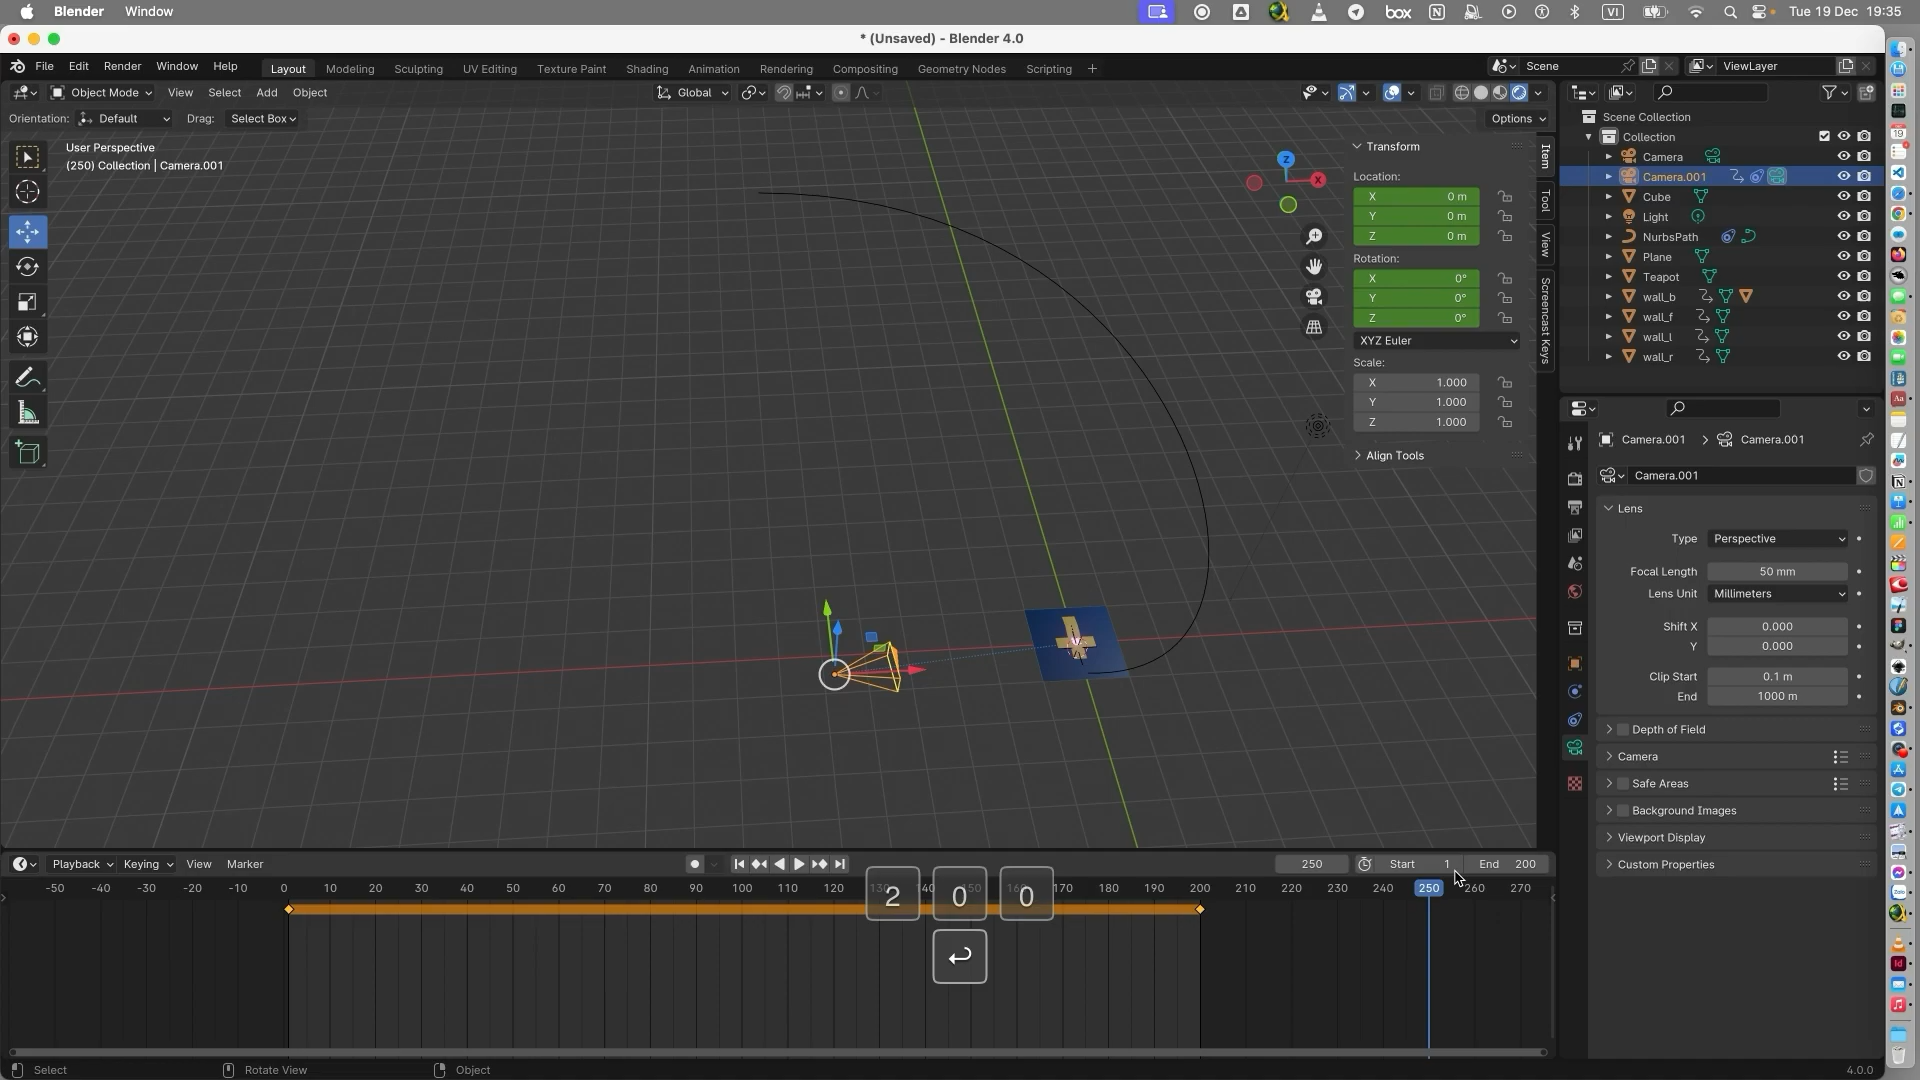 Blender Window VI Tue 19 Dec 19:35
* (Unsaved) - Blender 4.0
File Edit Render Window Help Layout Modeling Sculpting UV Editing Texture Paint Shading Animation Rendering Compositing Geometry Nodes Scripting + Scene ViewLayer
Object Mode View Select Add Object Global
Orientation: Default Drag: Select Box Options
User Perspective
(250) Collection | Camera.001
Z
X
Transform
Location:
X 0 m
Y 0 m
Z 0 m
Rotation:
X 0°
Y 0°
Z 0°
XYZ Euler
Scale:
X 1.000
Y 1.000
Z 1.000
Align Tools
Item
Tool
View
Screencast Keys
Scene Collection
Collection
Camera
Camera.001
Cube
Light
NurbsPath
Plane
Teapot
wall_b
wall_f
wall_l
wall_r
Camera.001 Camera.001
Camera.001
Lens
Type Perspective
Focal Length 50 mm
Lens Unit Millimeters
Shift X 0.000
Y 0.000
Clip Start 0.1 m
End 1000 m
Depth of Field
Camera
Safe Areas
Background Images
Viewport Display
Custom Properties
Playback Keying View Marker 250 Start 1 End 200
-50 -40 -30 -20 -10 0 10 20 30 40 50 60 70 80 90 100 110 120 130 140 150 160 170 180 190 200 210 220 230 240 250 260 270
2 0 0
Select Rotate View Object 4.0.0